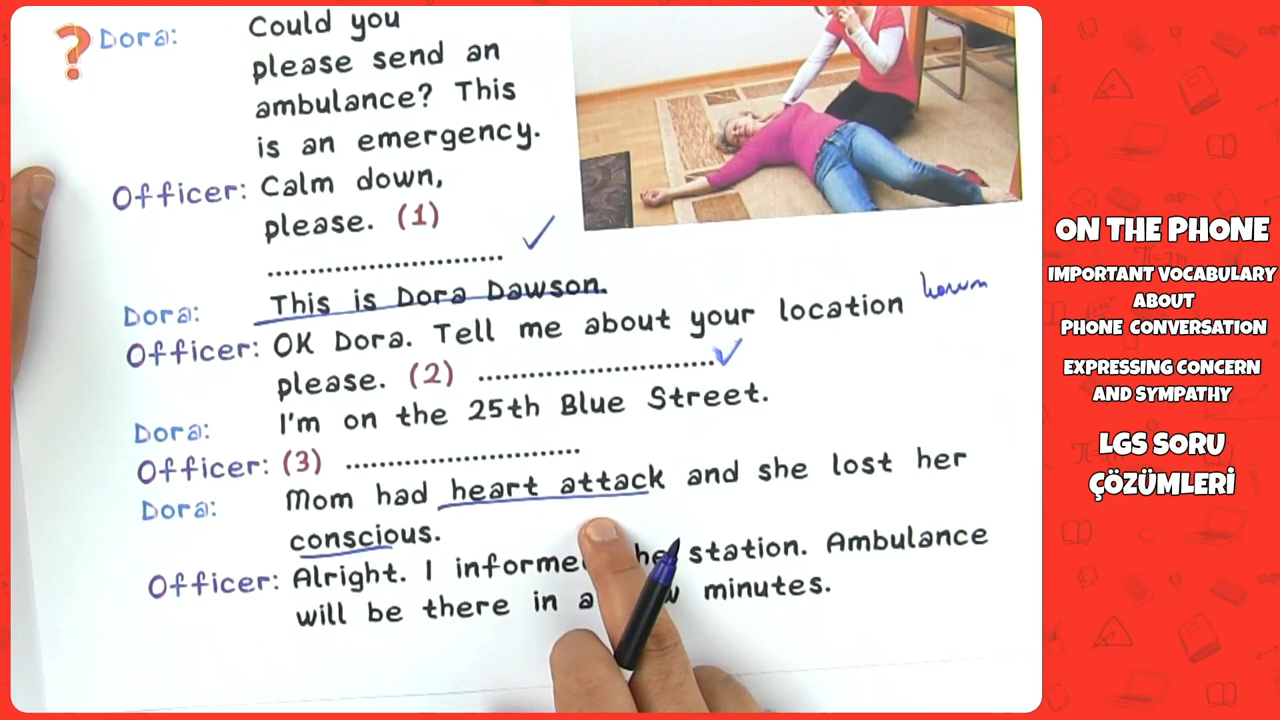 ?
Dora: Could you
please send an
ambulance? This
is an emergency.
Officer: Calm down,
please. (1)
..............................
Dora: This is Dora Dawson.
Officer: OK Dora. Tell me about your location
please. (2) ..............................
Dora: I'm on the 25th Blue Street.
Officer: (3) ..............................
Dora: Mom had heart attack and she lost her
conscious.
Officer: Alright. I station. Ambulance
will be there in a minutes.
ON THE PHONE
IMPORTANT VOCABULARY
ABOUT
PHONE CONVERSATION
EXPRESSING CONCERN
AND SYMPATHY
LGS SORU
ÇÖZÜMLERİ